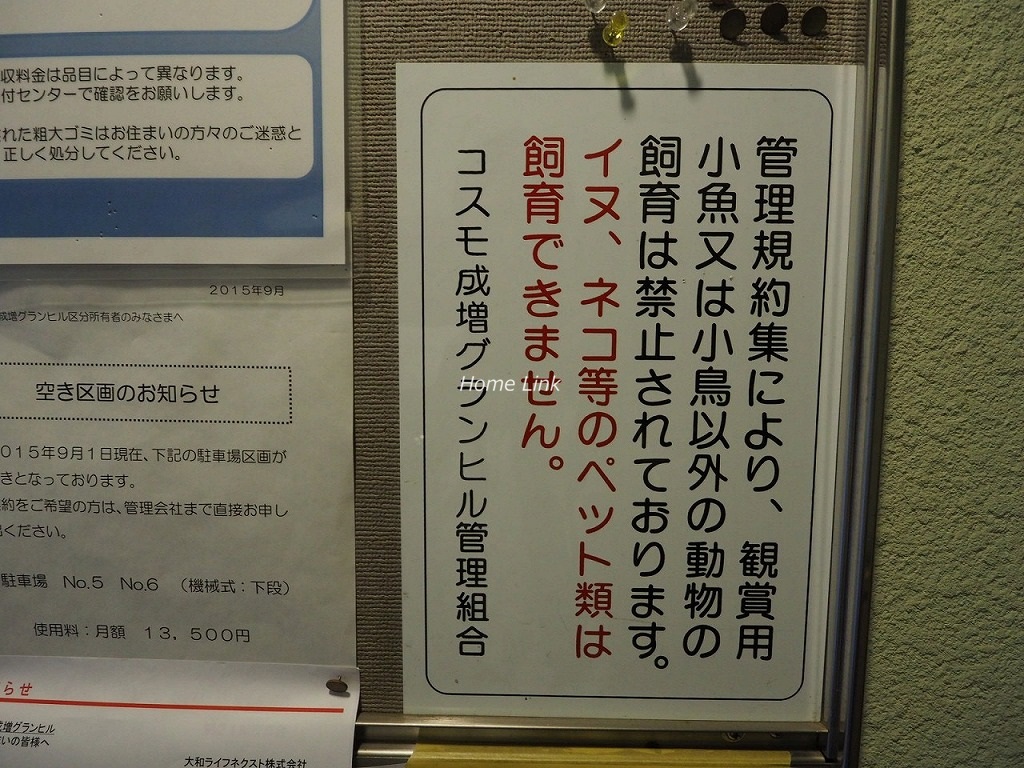 収料金は品目によって異なります。
付センターで確認をお願いします。
れた粗大ゴミはお住まいの方々のご迷惑と
正しく処分してください。
2015年9月
成増グランヒル区分所有者のみなさまへ
空き区画のお知らせ
2015年9月1日現在、下記の駐車場区画が
きとなっております。
約をご希望の方は、管理会社まで直接お申し
ください。
駐車場 No.5 No.6 (機械式:下段)
使用料:月額 13,500円
らせ
成増グランヒル
いの皆様へ
大和ライフネクスト株式会社
管理規約集により、観賞用
小魚又は小鳥以外の動物の
飼育は禁止されております。
イヌ、ネコ等のペット類は
飼育できません。
コスモ成増グランヒル管理組合
Home Link